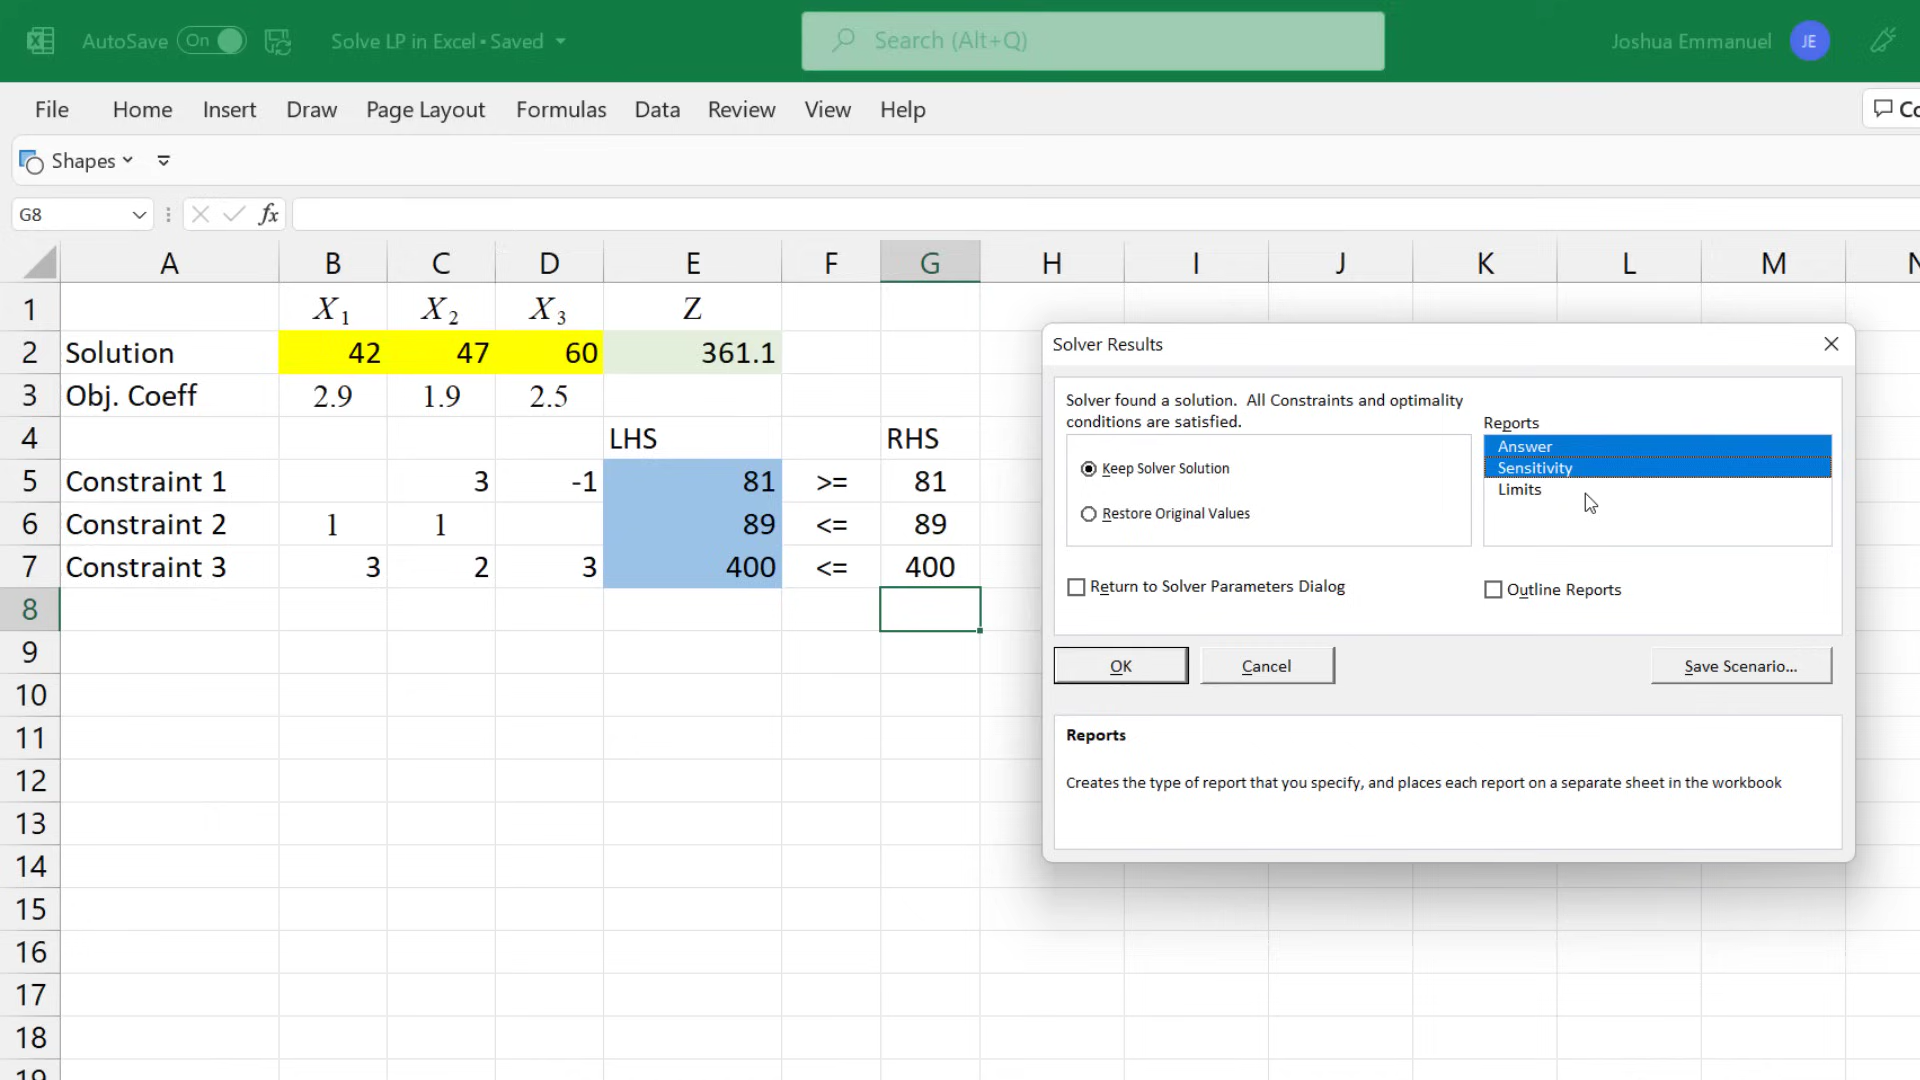 AutoSave On Solve LP in Excel • Saved Search (Alt+Q) Joshua Emmanuel JE
File Home Insert Draw Page Layout Formulas Data Review View Help Co
Shapes
G8 fx
A B C D E F G H I J K L M N
1 X1 X2 X3 Z
2 Solution 42 47 60 361.1
3 Obj. Coeff 2.9 1.9 2.5
4 LHS RHS
5 Constraint 1 3 -1 81 >= 81
6 Constraint 2 1 1 89 <= 89
7 Constraint 3 3 2 3 400 <= 400
8
9
10
11
12
13
14
15
16
17
18
19
Solver Results
Solver found a solution. All Constraints and optimality
conditions are satisfied.
Reports
Answer
Sensitivity
Limits
Keep Solver Solution
Restore Original Values
Return to Solver Parameters Dialog
Outline Reports
OK Cancel Save Scenario...
Reports
Creates the type of report that you specify, and places each report on a separate sheet in the workbook